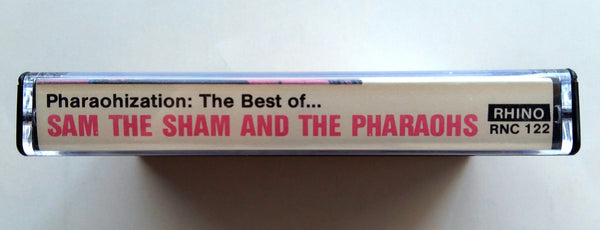 Pharaohization: The Best of...
SAM THE SHAM AND THE PHARAOHS
RHINO
RNC 122